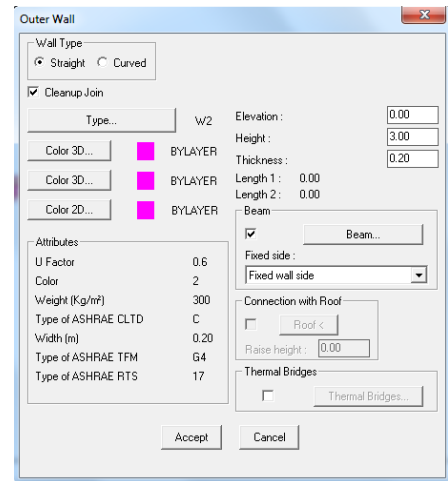 Outer Wall
Wall Type
Straight Curved
Cleanup Join
Type... W2
Color 3D... BYLAYER
Color 3D... BYLAYER
Color 2D... BYLAYER
Attributes
U Factor 0.6
Color 2
Weight (Kg/m²) 300
Type of ASHRAE CLTD C
Width (m) 0.20
Type of ASHRAE TFM G4
Type of ASHRAE RTS 17
Elevation : 0.00
Height : 3.00
Thickness : 0.20
Length 1 : 0.00
Length 2 : 0.00
Beam
Beam...
Fixed side :
Fixed wall side
Connection with Roof
Roof <
Raise height : 0.00
Thermal Bridges
Thermal Bridges...
Accept Cancel